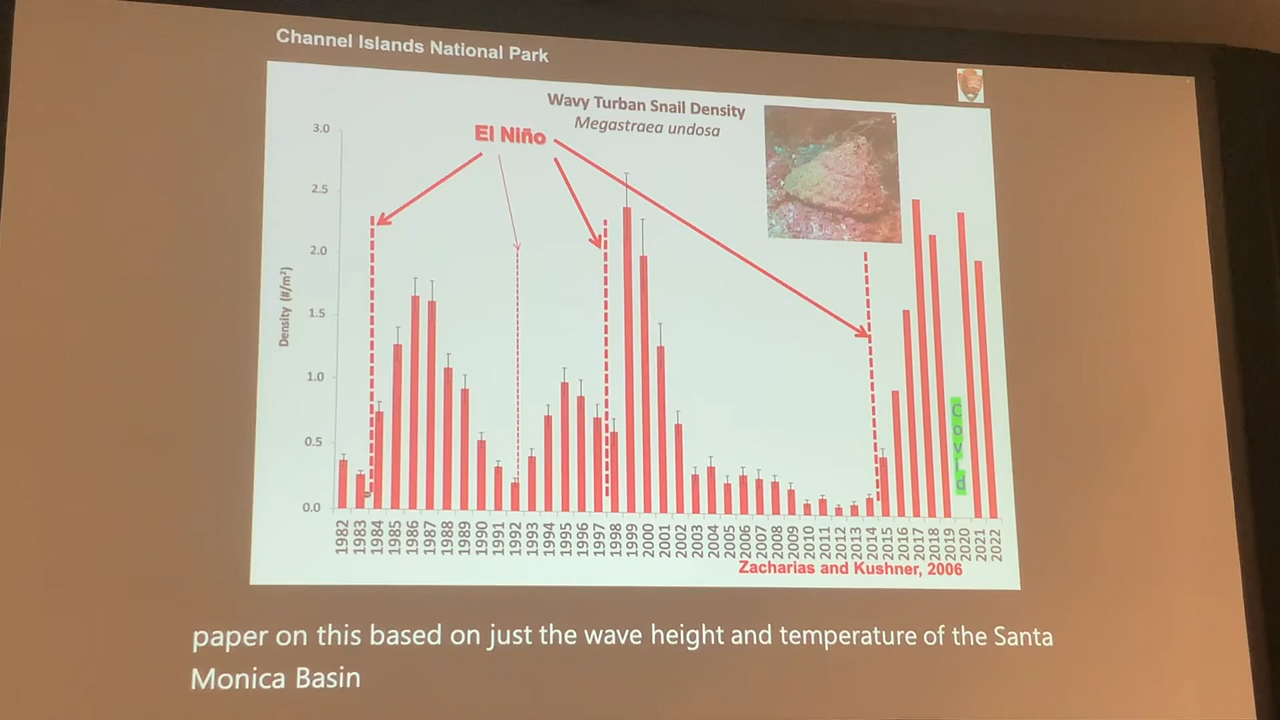 Channel Islands National Park
Wavy Turban Snail Density
Megastraea undosa
El Niño
3.0
2.5
2.0
1.5
1.0
0.5
0.0
Density (#/m²)
Covid
1982 1983 1984 1985 1986 1987 1988 1989 1990 1991 1992 1993 1994 1995 1996 1997 1998 1999 2000 2001 2002 2003 2004 2005 2006 2007 2008 2009 2010 2011 2012 2013 2014 2015 2016 2017 2018 2019 2020 2021 2022
Zacharias and Kushner, 2006
paper on this based on just the wave height and temperature of the Santa
Monica Basin